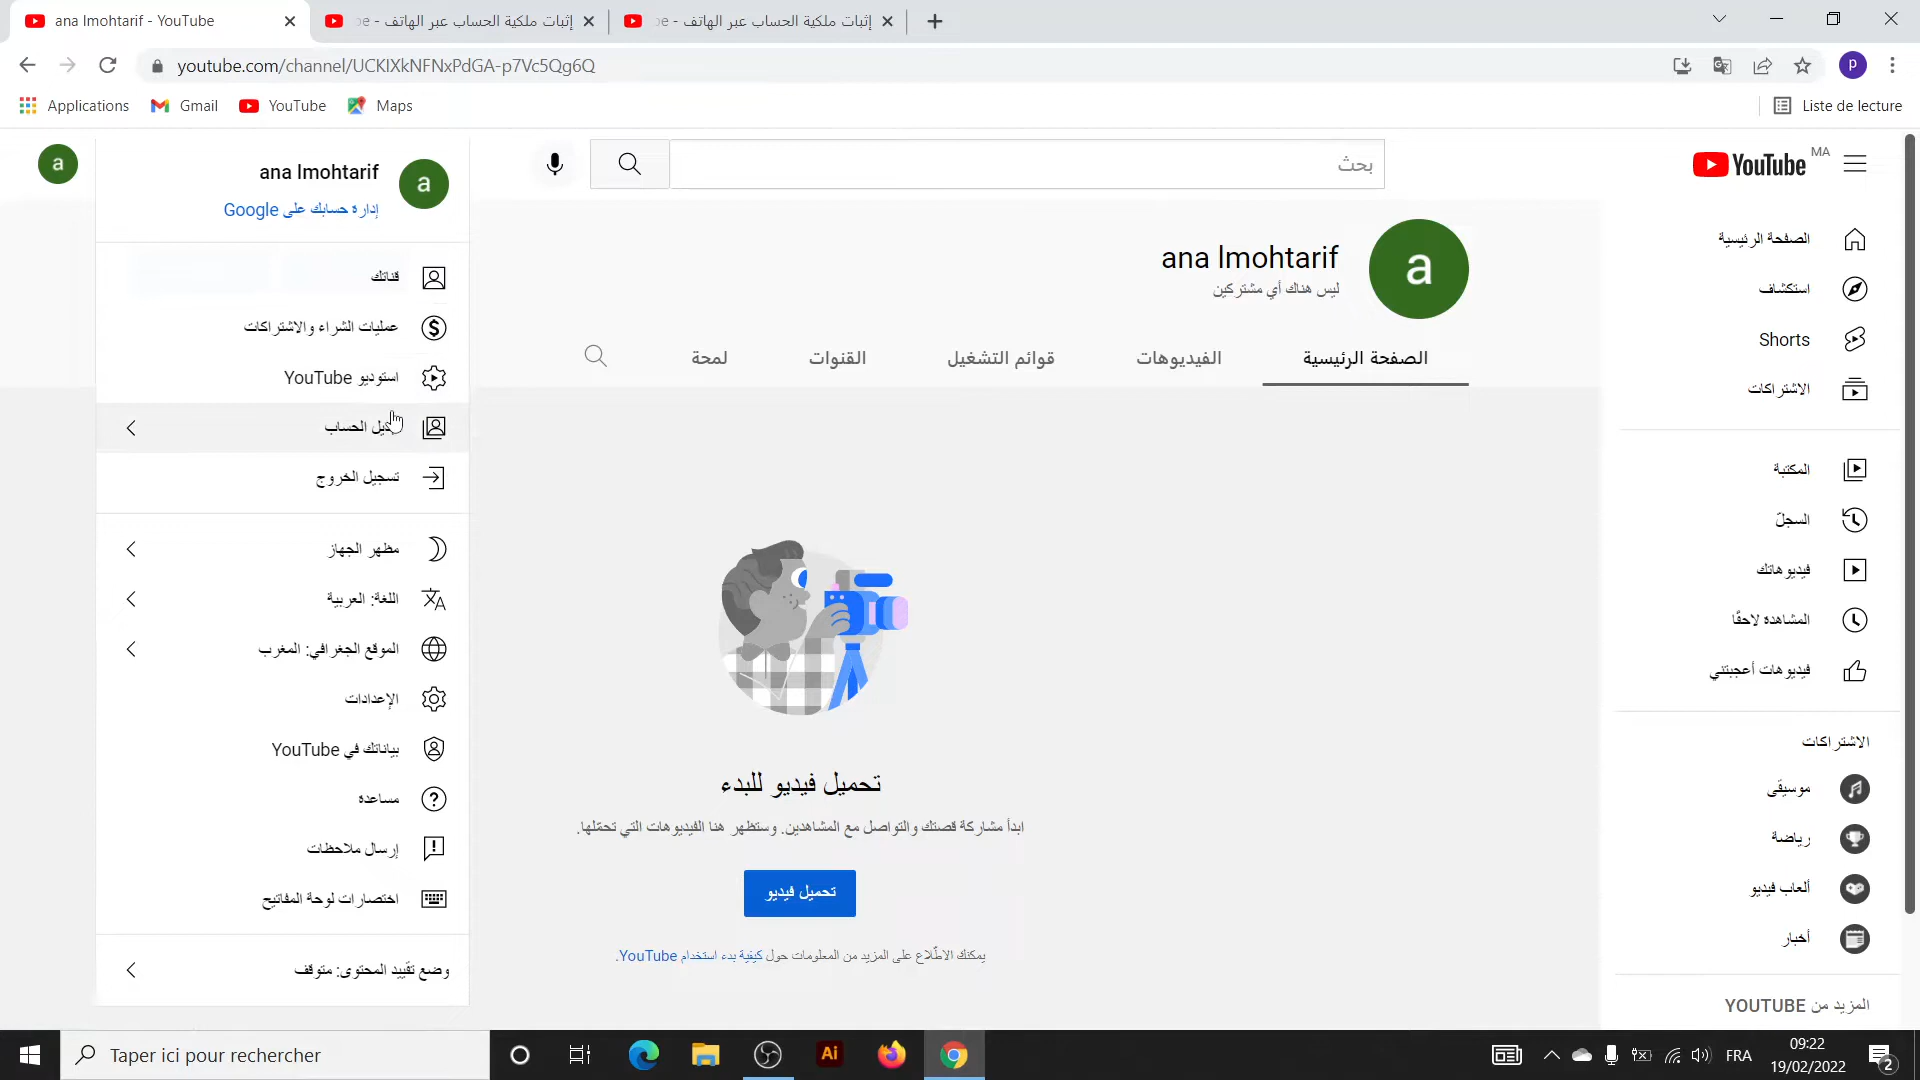 ana lmohtarif - YouTube
إثبات ملكية الحساب عبر الهاتف -
إثبات ملكية الحساب عبر الهاتف -
youtube.com/channel/UCKlXkNFNxPdGA-p7Vc5Qg6Q
P
Applications
Gmail
YouTube
Maps
Liste de lecture
a
ana lmohtarif
a
إدارة حسابك على Google
قناتك
عمليات الشراء والاشتراكات
استوديو YouTube
الحساب
تسجيل الخروج
مظهر الجهاز
اللغة: العربية
الموقع الجغرافي: المغرب
الإعدادات
بياناتك في YouTube
مساعدة
إرسال ملاحظات
اختصارات لوحة المفاتيح
وضع تقييد المحتوى: متوقف
بحث
YouTube MA
ana lmohtarif
ليس هناك أي مشتركين
a
الصفحة الرئيسية
الفيديوهات
قوائم التشغيل
القنوات
لمحة
تحميل فيديو للبدء
ابدأ مشاركة قصتك والتواصل مع المشاهدين. وستظهر هنا الفيديوهات التي تحمّلها.
تحميل فيديو
يمكنك الاطّلاع على المزيد من المعلومات حول كيفية بدء استخدام YouTube.
الصفحة الرئيسية
استكشاف
Shorts
الاشتراكات
المكتبة
السجلّ
فيديوهاتك
المشاهدة لاحقًا
فيديوهات أعجبتني
الاشتراكات
موسيقى
رياضة
ألعاب فيديو
أخبار
المزيد من YOUTUBE
Taper ici pour rechercher
Ai
FRA
09:22
19/02/2022
2